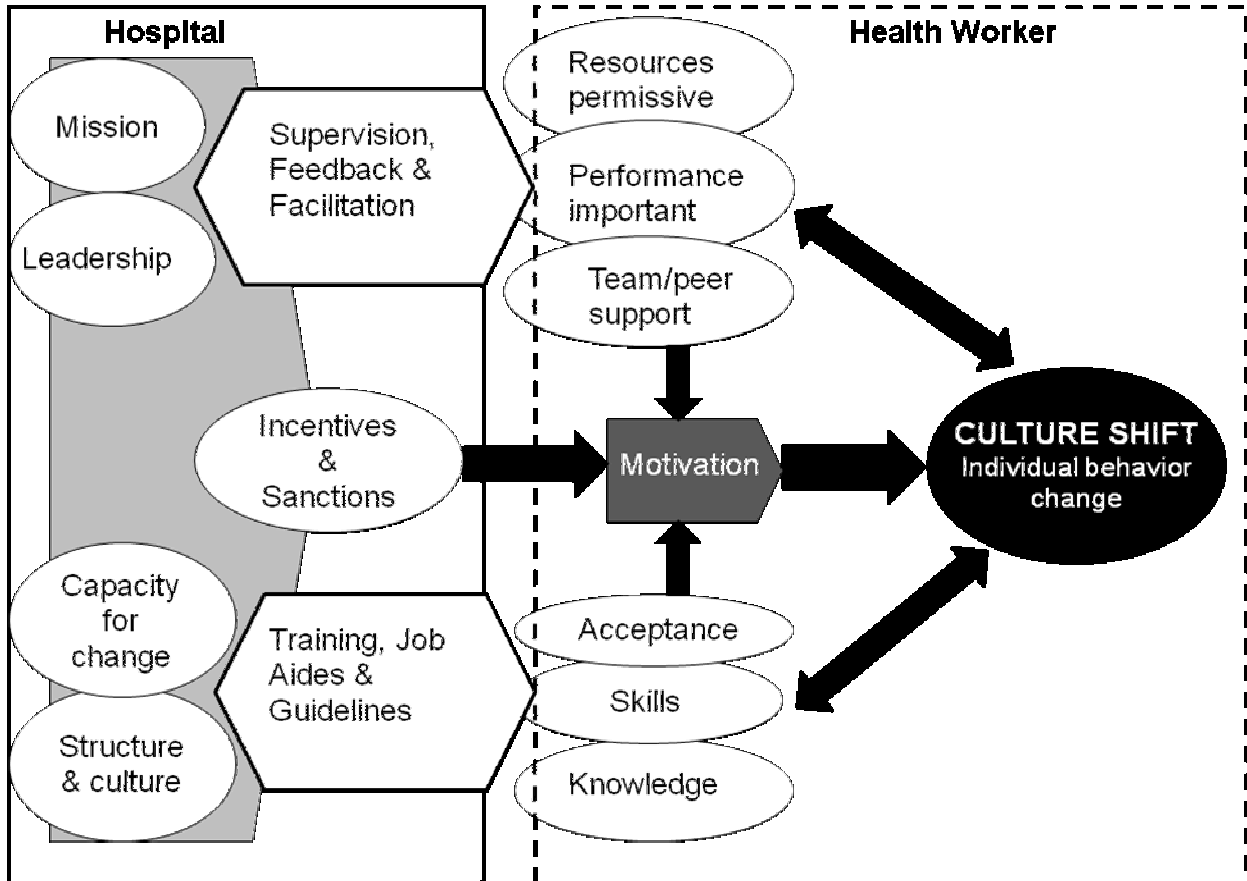 Hospital
Health Worker
Mission
Leadership
Supervision,
Feedback &
Facilitation
Resources
permissive
Performance
important
Team/peer
support
Incentives
&
Sanctions
Motivation
CULTURE SHIFT
Individual behavior
change
Capacity
for
change
Structure
& culture
Training, Job
Aides &
Guidelines
Acceptance
Skills
Knowledge